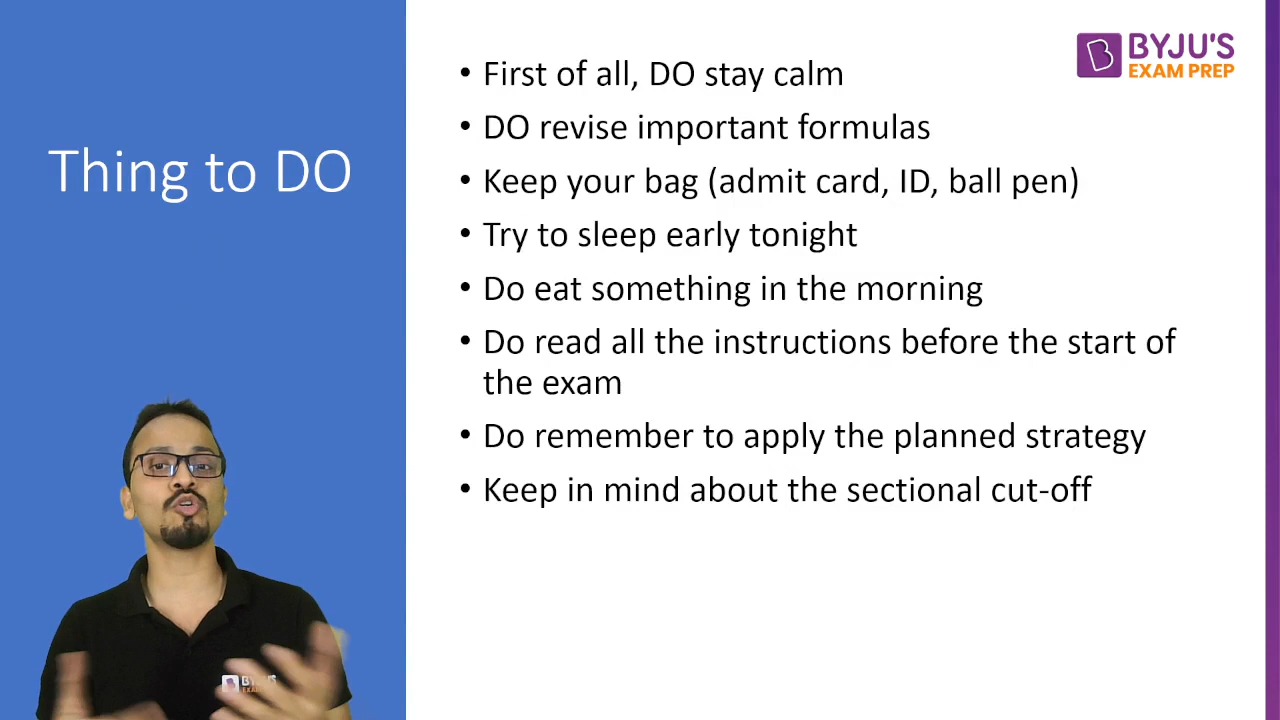 Thing to DO
BYJU'S
EXAM PREP
• First of all, DO stay calm
• DO revise important formulas
• Keep your bag (admit card, ID, ball pen)
• Try to sleep early tonight
• Do eat something in the morning
• Do read all the instructions before the start of
the exam
• Do remember to apply the planned strategy
• Keep in mind about the sectional cut-off
BYJU'S
EXAM PREP